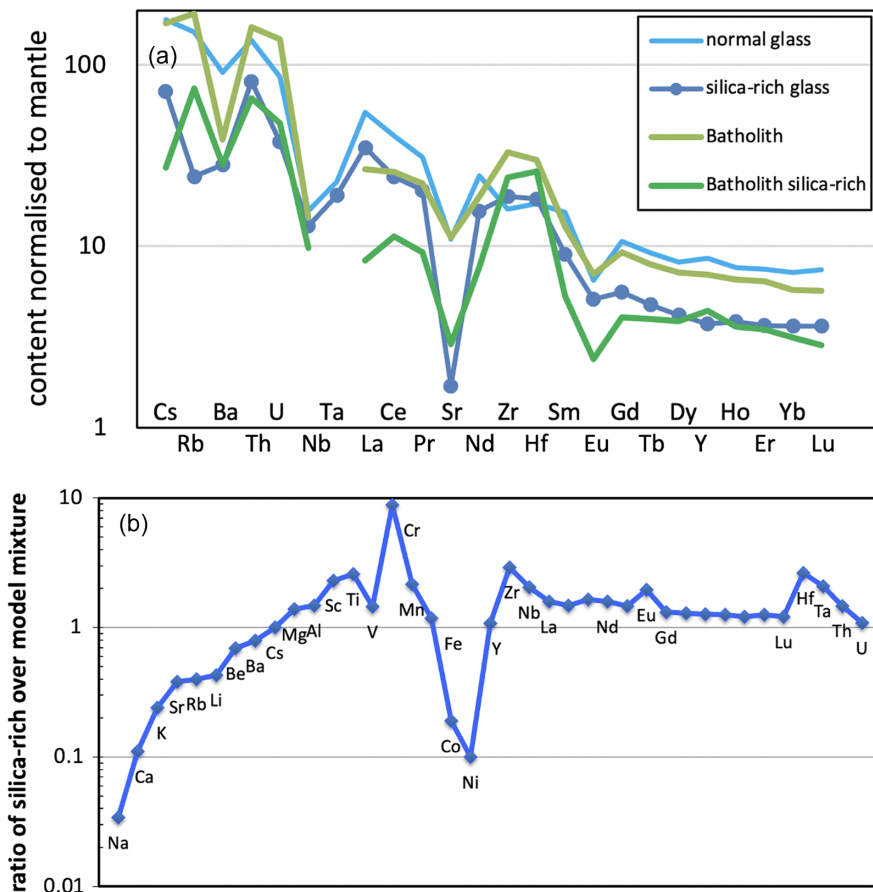 (a)
content normalised to mantle
100
10
1
normal glass
silica-rich glass
Batholith
Batholith silica-rich
Cs Ba U Ta Ce Sr Zr Sm Gd Dy Ho Yb
Rb Th Nb La Pr Nd Hf Eu Tb Y Er Lu
(b)
ratio of silica-rich over model mixture
10
1
0.1
0.01
Na
Ca
K
Sr
Rb
Li
Be
Ba
Cs
Mg
Al
Sc
Ti
V
Cr
Mn
Fe
Co
Ni
Y
Zr
Nb
La
Nd
Eu
Gd
Lu
Hf
Ta
Th
U